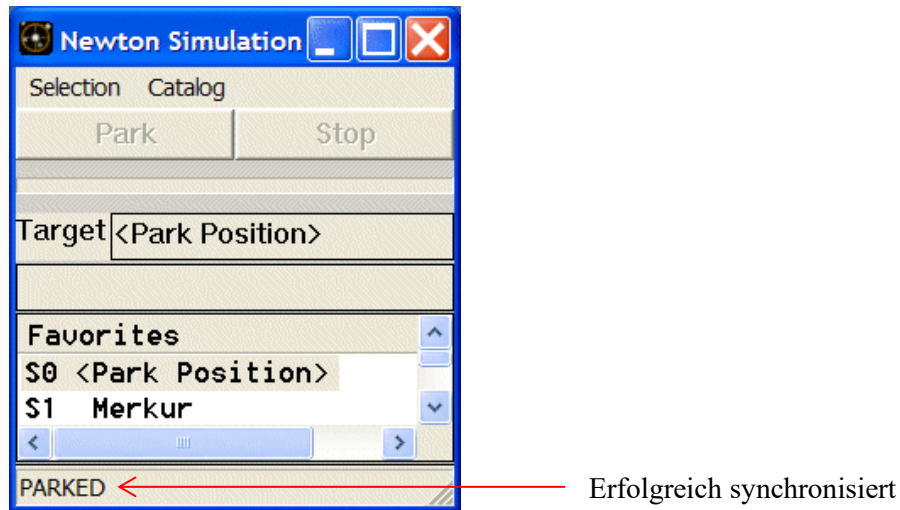 Newton Simulation
Selection Catalog
Park Stop
Target <Park Position>
Favorites
S0 <Park Position>
S1 Merkur
PARKED
Erfolgreich synchronisiert